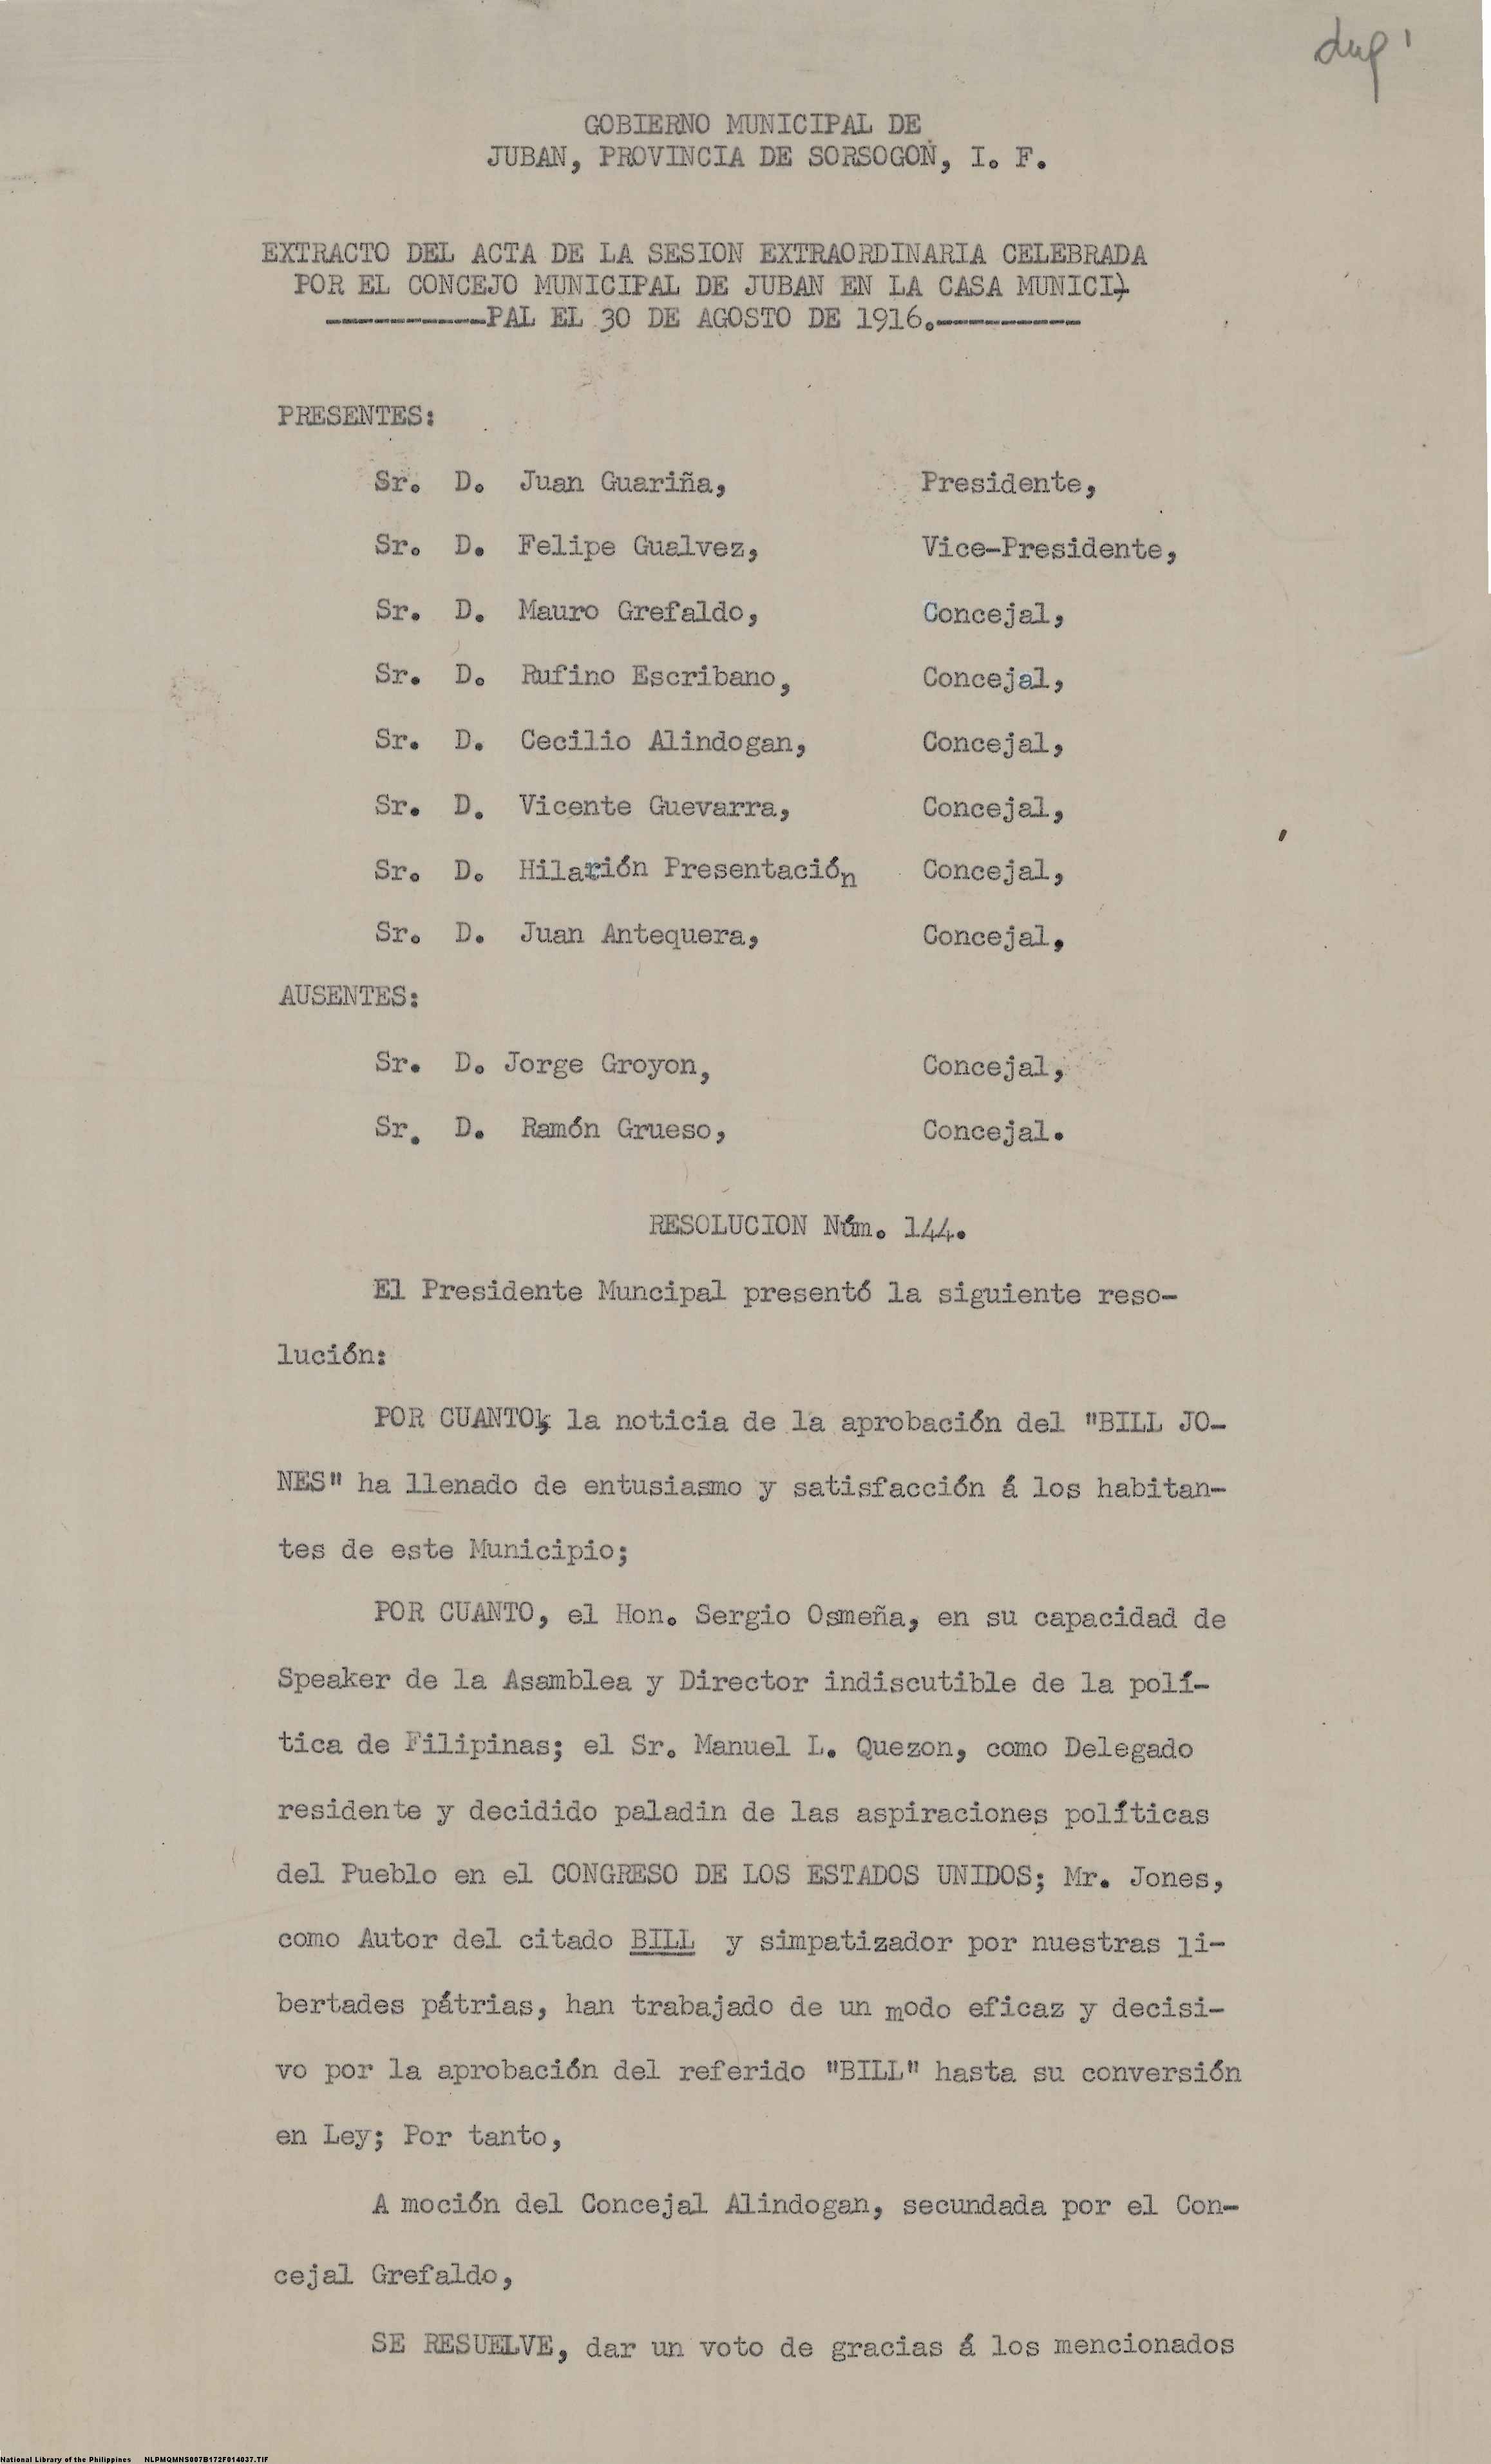 dup
GOBIERNO MUNICIPAL DE
JUBAN, PROVINCIA DE SORSOGON, I. F.
EXTRACTO DEL ACTA DE LA SESION EXTRAORDINARIA CELEBRADA
POR EL CONCEJO MUNICIPAL DE JUBAN EN LA CASA MUNICI-
----------PAL EL 30 DE AGOSTO DE 1916.---------
PRESENTES:
Sr. D. Juan Guariña, Presidente,
Sr. D. Felipe Gualvez, Vice-Presidente,
Sr. D. Mauro Grefaldo, Concejal,
Sr. D. Rufino Escribano, Concejal,
Sr. D. Cecilio Alindogan, Concejal,
Sr. D. Vicente Guevarra, Concejal,
Sr. D. Hilarión Presentación Concejal,
Sr. D. Juan Antequera, Concejal,
AUSENTES:
Sr. D. Jorge Groyon, Concejal,
Sr. D. Ramón Grueso, Concejal.
RESOLUCION Núm. 144.
El Presidente Muncipal presentó la siguiente reso-
lución:
POR CUANTO, la noticia de la aprobación del "BILL JO-
NES" ha llenado de entusiasmo y satisfacción á los habitan-
tes de este Municipio;
POR CUANTO, el Hon. Sergio Osmeña, en su capacidad de
Speaker de la Asamblea y Director indiscutible de la polí-
tica de Filipinas; el Sr. Manuel L. Quezon, como Delegado
residente y decidido paladin de las aspiraciones políticas
del Pueblo en el CONGRESO DE LOS ESTADOS UNIDOS; Mr. Jones,
como Autor del citado BILL y simpatizador por nuestras li-
bertades pátrias, han trabajado de un modo eficaz y decisi-
vo por la aprobación del referido "BILL" hasta su conversión
en Ley; Por tanto,
A moción del Concejal Alindogan, secundada por el Con-
cejal Grefaldo,
SE RESUELVE, dar un voto de gracias á los mencionados
National Library of the Philippines NLPMQMNS007B172F014037.TIF